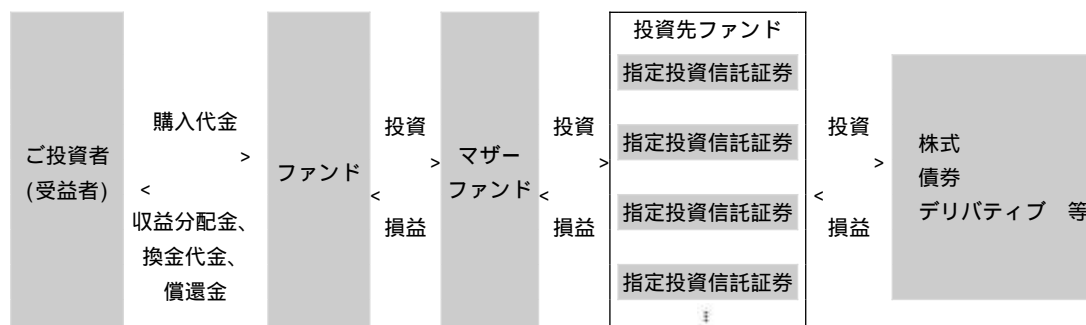 ご投資者
(受益者)
購入代金
>
<
収益分配金、
換金代金、
償還金
ファンド
投資
>
<
損益
マザー
ファンド
投資
>
<
損益
投資先ファンド
指定投資信託証券
指定投資信託証券
指定投資信託証券
指定投資信託証券
投資
>
<
損益
株式
債券
デリバティブ　等